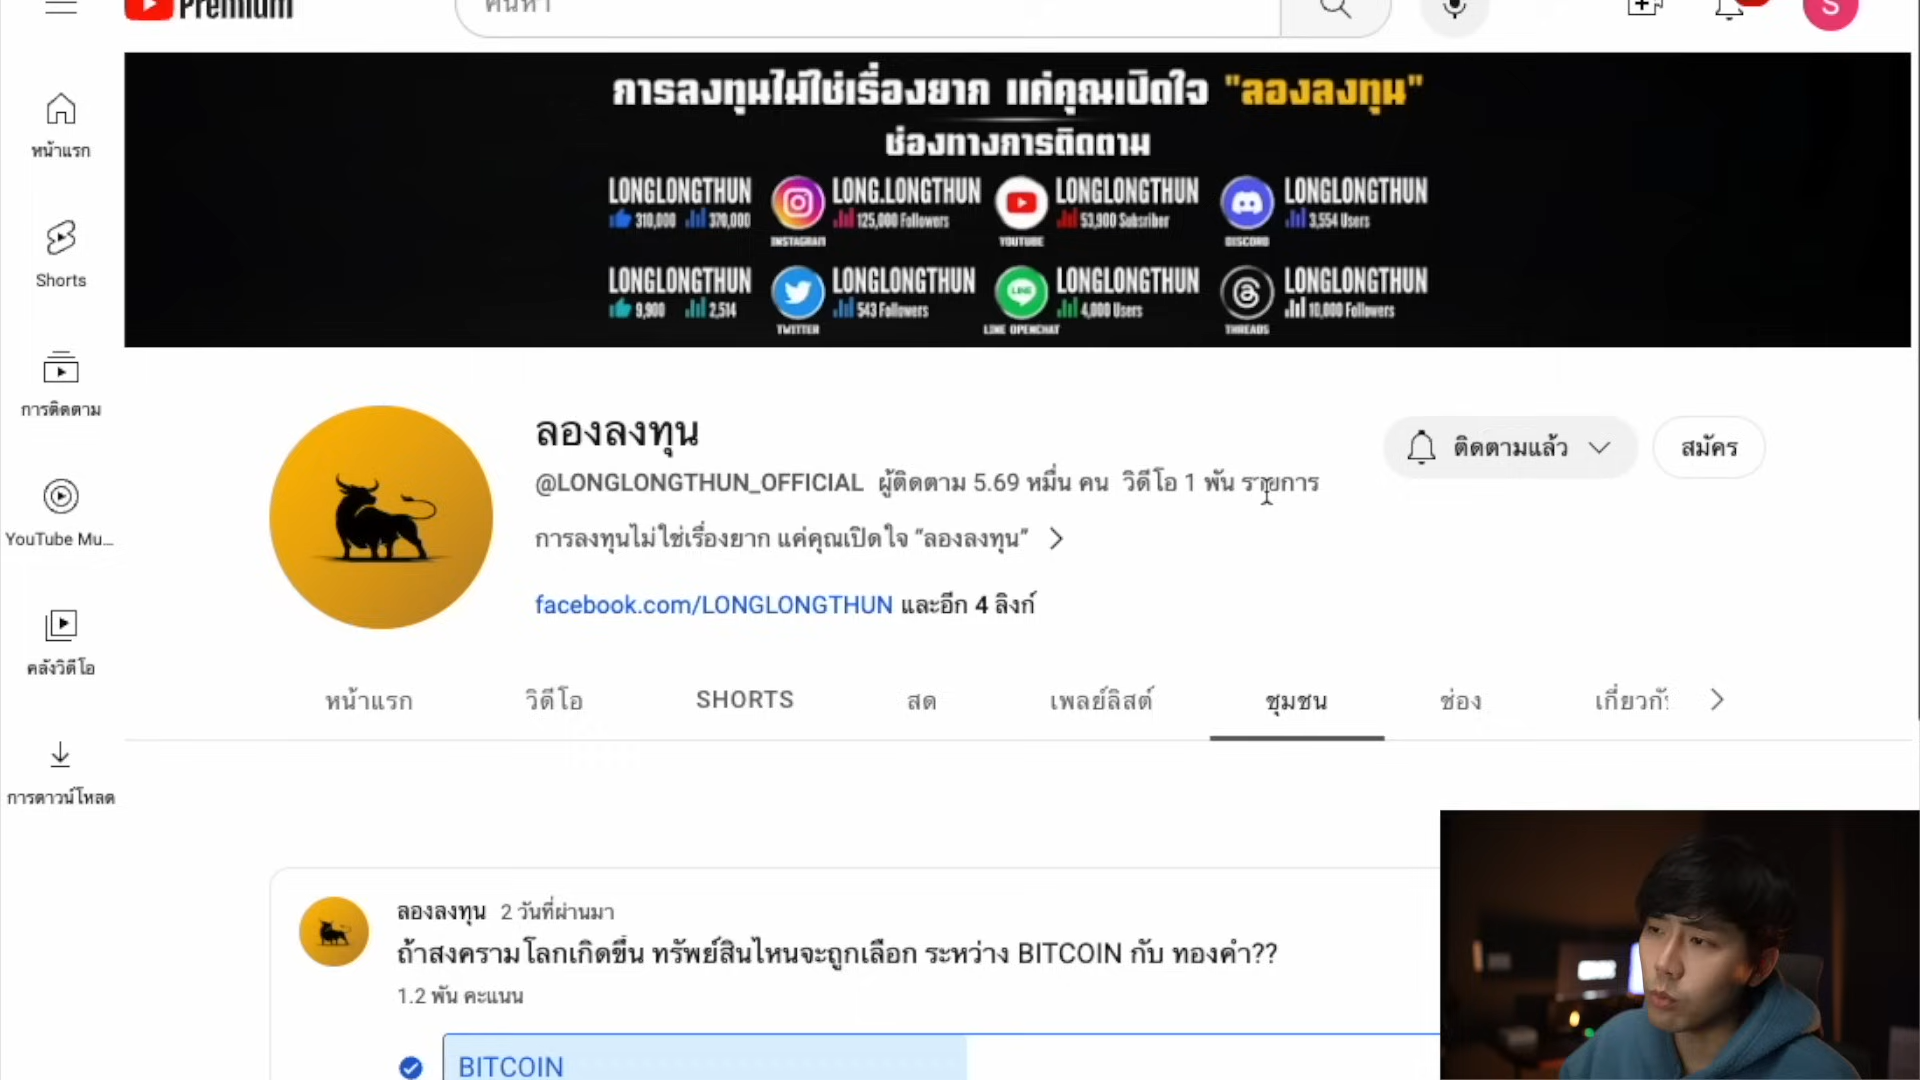 Premium
ค้นหา
S
หน้าแรก
Shorts
การติดตาม
YouTube Mu...
คลังวิดีโอ
การดาวน์โหลด
การลงทุนไม่ใช่เรื่องยาก แค่คุณเปิดใจ "ลองลงทุน"
ช่องทางการติดตาม
LONGLONGTHUN
310,000 370,000
LONG.LONGTHUN
125,000 Followers
INSTAGRAM
LONGLONGTHUN
53,900 Subsriber
YOUTUBE
LONGLONGTHUN
3,554 Users
DISCORD
LONGLONGTHUN
9,900 2,514
LONGLONGTHUN
543 Followers
TWITTER
LONGLONGTHUN
4,000 Users
LINE OPENCHAT
LONGLONGTHUN
10,000 Followers
THREADS
ลองลงทุน
@LONGLONGTHUN_OFFICIAL ผู้ติดตาม 5.69 หมื่น คน วิดีโอ 1 พัน รายการ
การลงทุนไม่ใช่เรื่องยาก แค่คุณเปิดใจ “ลองลงทุน”
facebook.com/LONGLONGTHUN และอีก 4 ลิงก์
ติดตามแล้ว
สมัคร
หน้าแรก วิดีโอ SHORTS สด เพลย์ลิสต์ ชุมชน ช่อง เกี่ยวกับ
ลองลงทุน 2 วันที่ผ่านมา
ถ้าสงครามโลกเกิดขึ้น ทรัพย์สินไหนจะถูกเลือก ระหว่าง BITCOIN กับ ทองคำ??
1.2 พัน คะแนน
BITCOIN